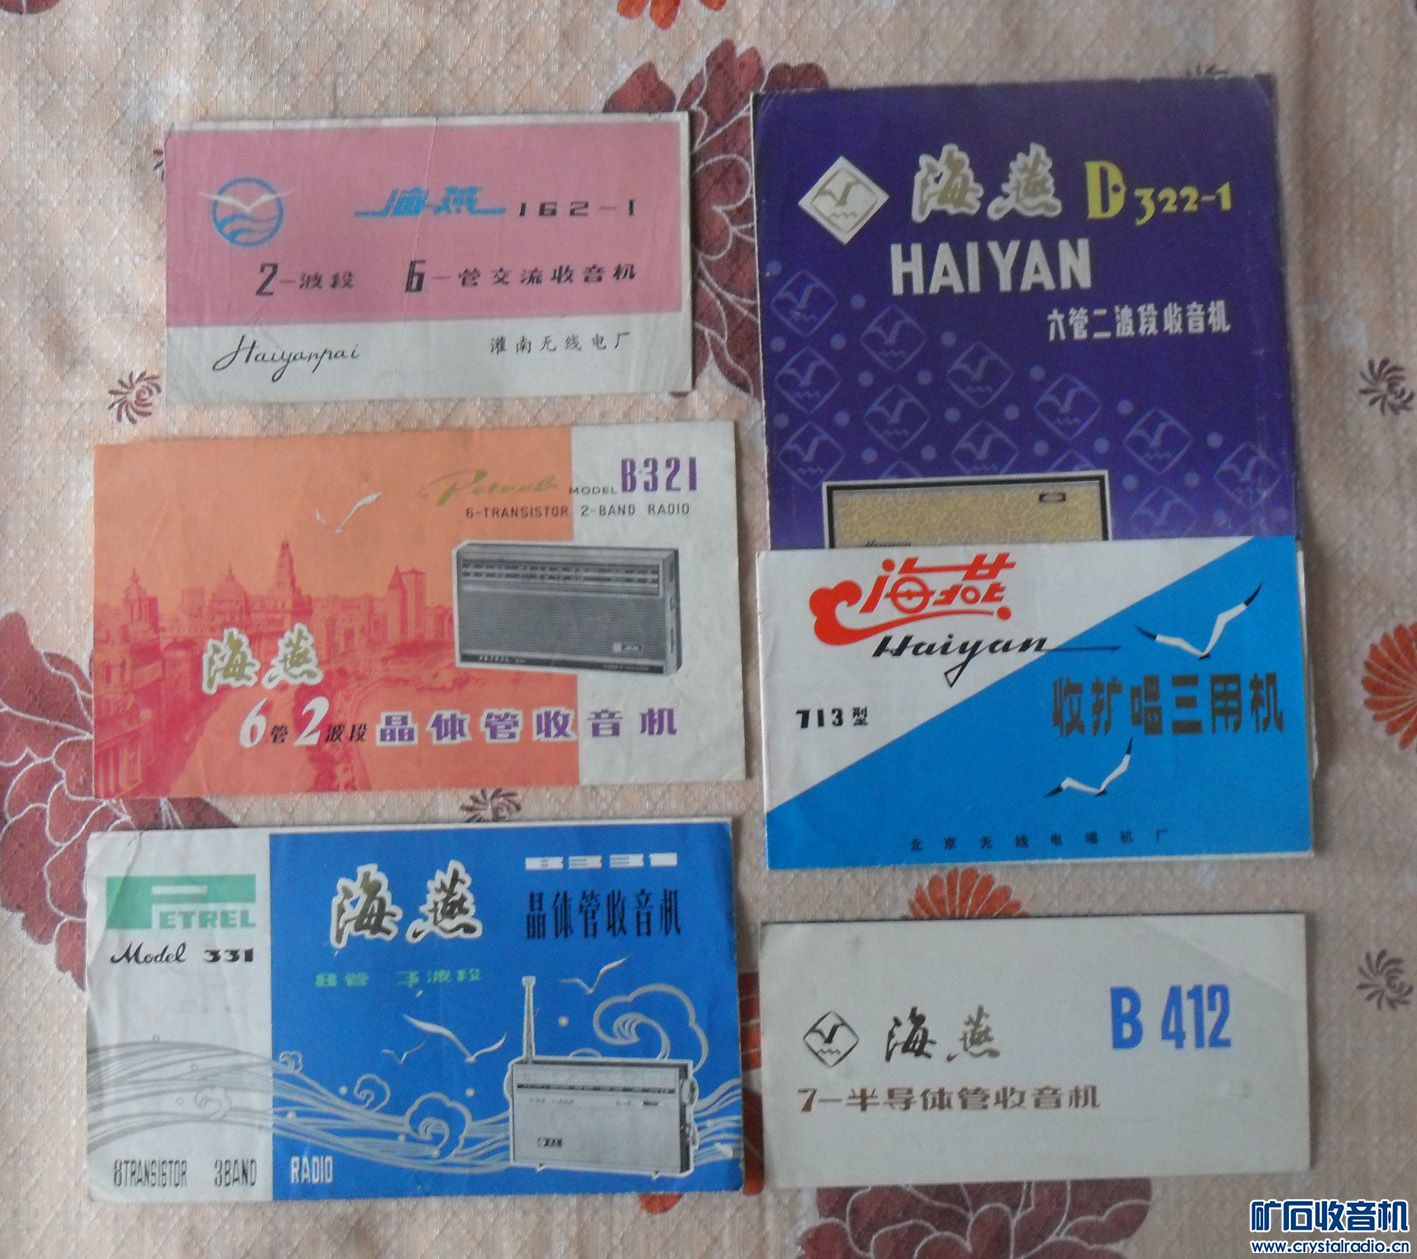 海燕 162-1
2-波段 6-管交流收音机
Haiyanpai 灌南无线电厂
海燕 D322-1
HAIYAN
六管二波段收音机
Petrel MODEL B321
6-TRANSISTOR 2-BAND RADIO
海燕
6管2波段晶体管收音机
海燕
Haiyan
713型
收扩唱三用机
北京无线电唱机厂
PETREL
Model 331
8TRANSISTOR 3BAND RADIO
海燕
B331
晶体管收音机
8管 3波段
海燕 B 412
7-半导体管收音机
矿石收音机
www.crystalradio.cn